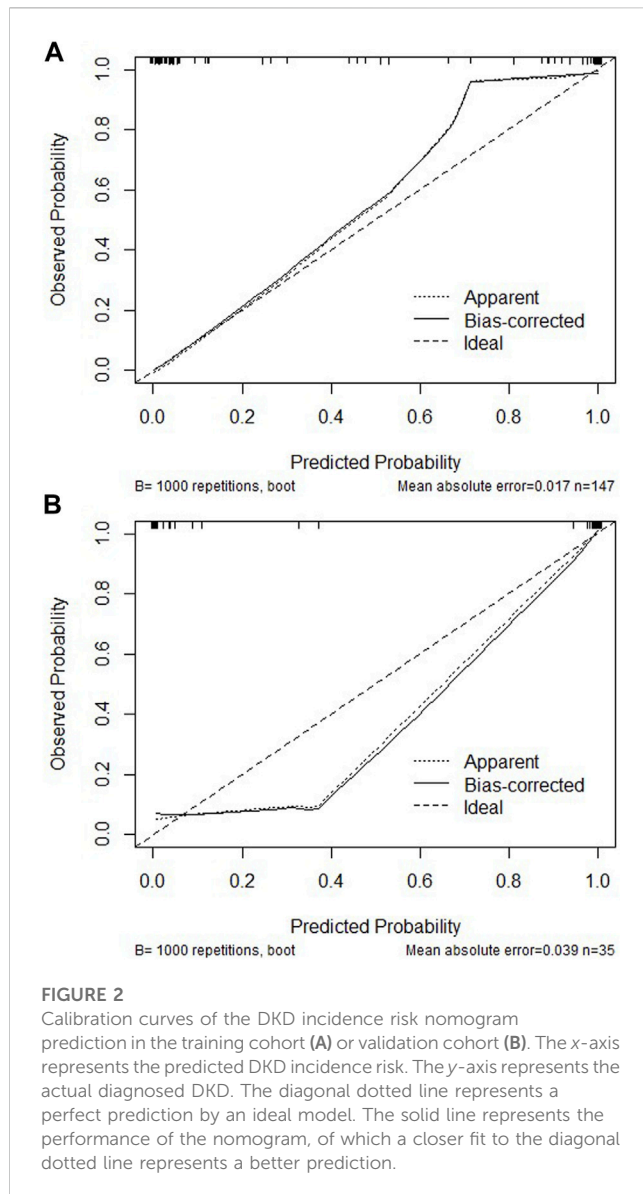 A
1.0
0.8
0.6
0.4
0.2
0.0
Observed Probability
Apparent
Bias-corrected
Ideal
0.0 0.2 0.4 0.6 0.8 1.0
Predicted Probability
B= 1000 repetitions, boot Mean absolute error=0.017 n=147
B
1.0
0.8
0.6
0.4
0.2
0.0
Observed Probability
Apparent
Bias-corrected
Ideal
0.0 0.2 0.4 0.6 0.8 1.0
Predicted Probability
B= 1000 repetitions, boot Mean absolute error=0.039 n=35
FIGURE 2
Calibration curves of the DKD incidence risk nomogram
prediction in the training cohort (A) or validation cohort (B). The x-axis
represents the predicted DKD incidence risk. The y-axis represents the
actual diagnosed DKD. The diagonal dotted line represents a
perfect prediction by an ideal model. The solid line represents the
performance of the nomogram, of which a closer fit to the diagonal
dotted line represents a better prediction.